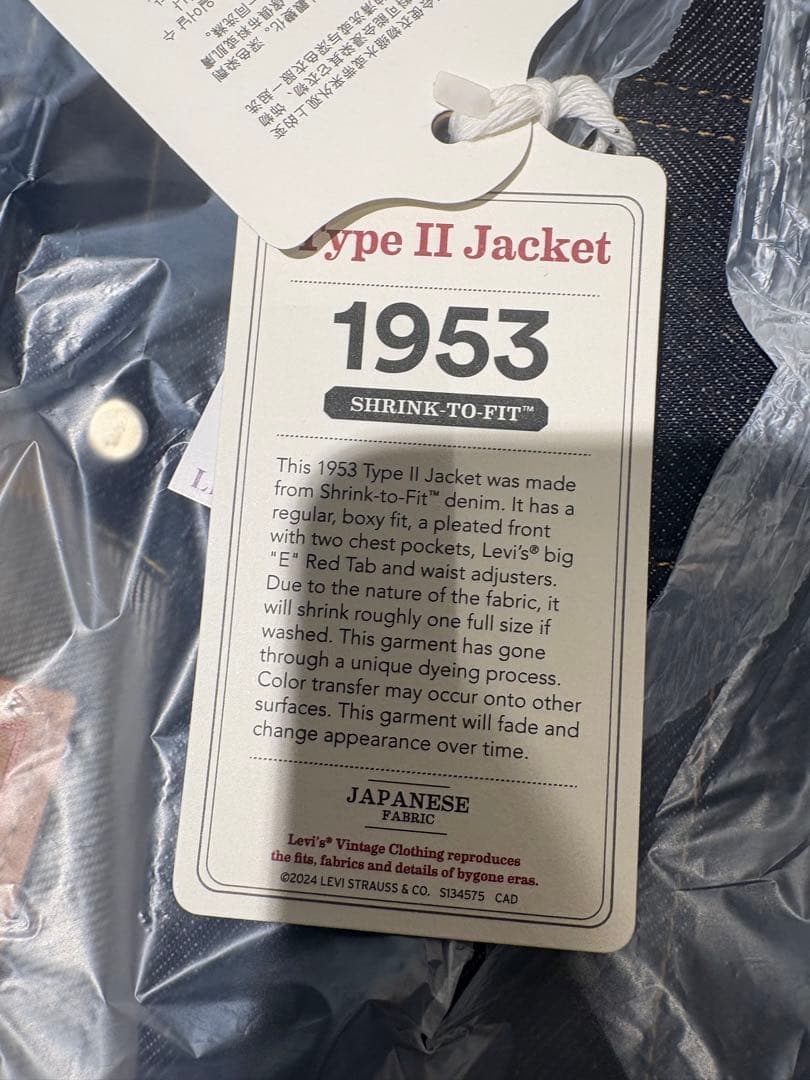 Type II Jacket
1953
SHRINK-TO-FIT™
This 1953 Type II Jacket was made
from Shrink-to-Fit™ denim. It has a
regular, boxy fit, a pleated front
with two chest pockets, Levi's® big
"E" Red Tab and waist adjusters.
Due to the nature of the fabric, it
will shrink roughly one full size if
washed. This garment has gone
through a unique dyeing process.
Color transfer may occur onto other
surfaces. This garment will fade and
change appearance over time.
JAPANESE
FABRIC
Levi's® Vintage Clothing reproduces
the fits, fabrics and details of bygone eras.
©2024 LEVI STRAUSS & CO. S134575 CAD